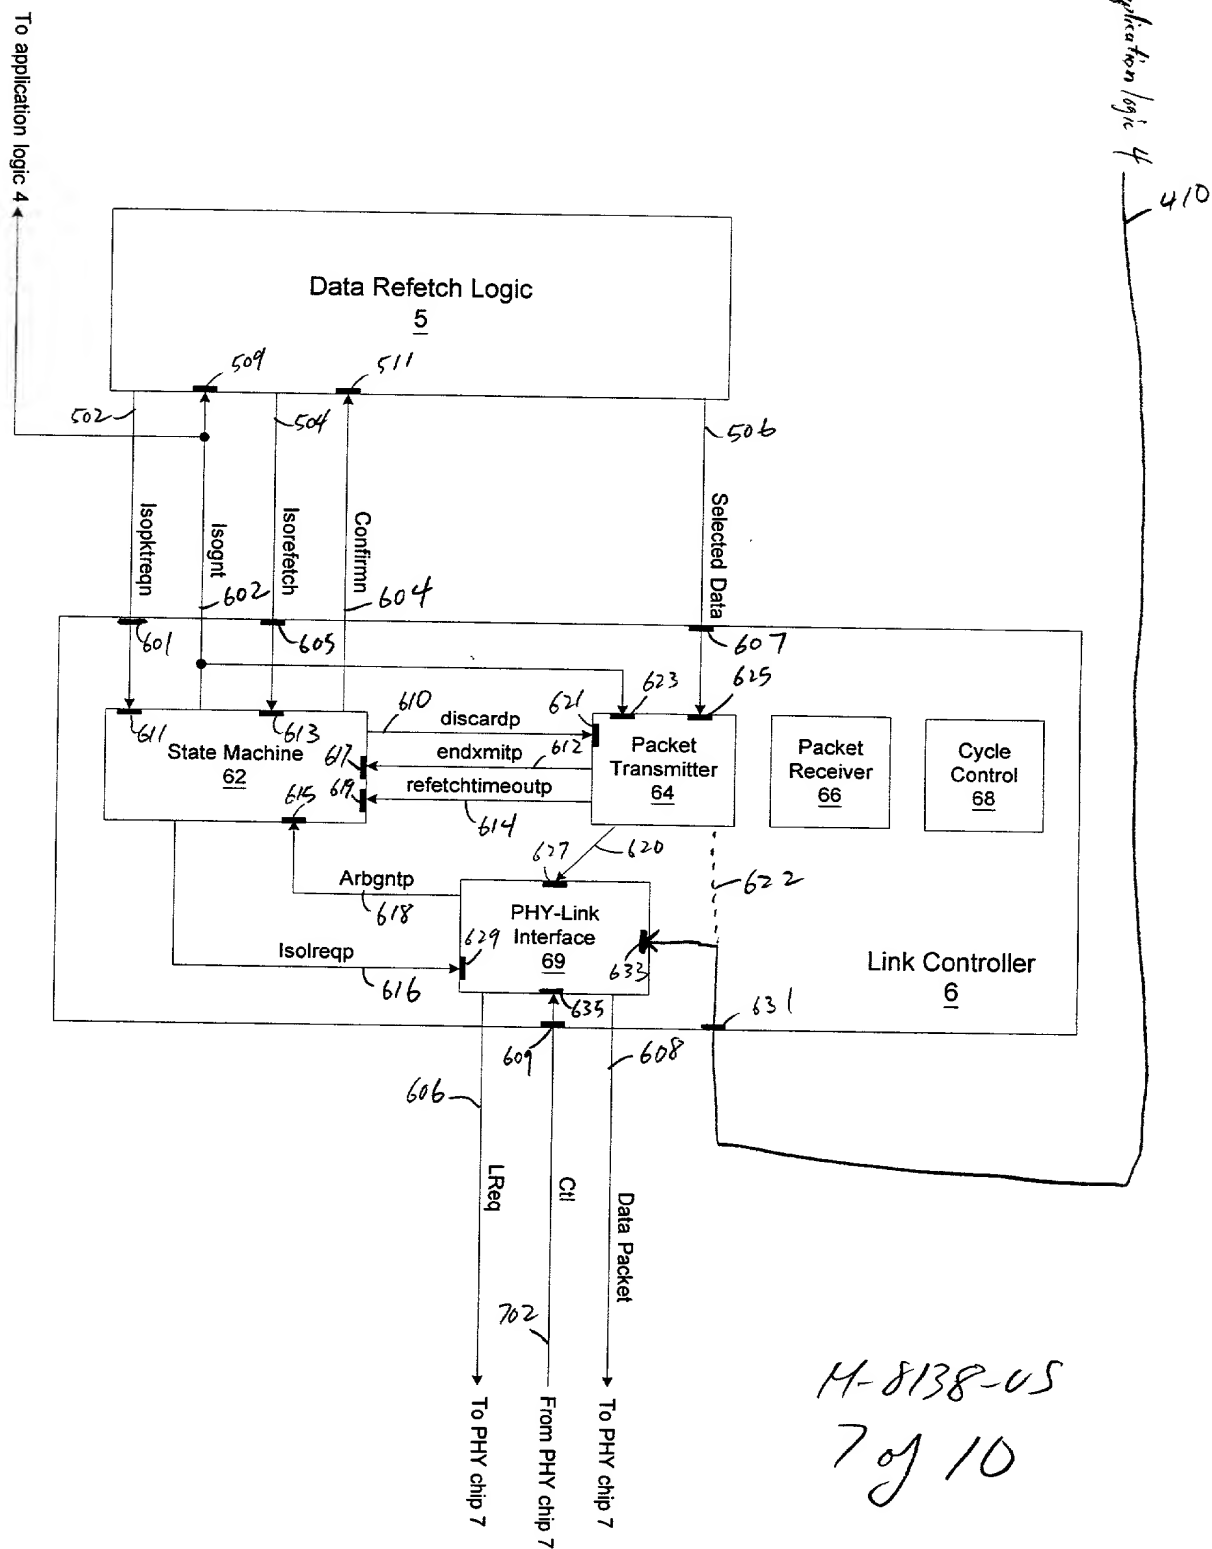 To application logic 4
application logic 4
410
Data Refetch Logic
5
509
511
502
504
506
Isopktreqn
Isognt
Isorefetch
Confirmn
Selected Data
602
604
601
605
607
623
625
621
610
discardp
611
613
617
endxmitp
612
State Machine
62
Packet
Transmitter
64
Packet
Receiver
66
Cycle
Control
68
619
refetchtimeoutp
615
614
627
620
622
Arbgntp
618
PHY-Link
Interface
69
629
633
Isolreqp
616
635
Link Controller
6
631
609
608
606
LReq
Ctl
Data Packet
702
To PHY chip 7
From PHY chip 7
To PHY chip 7
M-8138-US
7 of 10